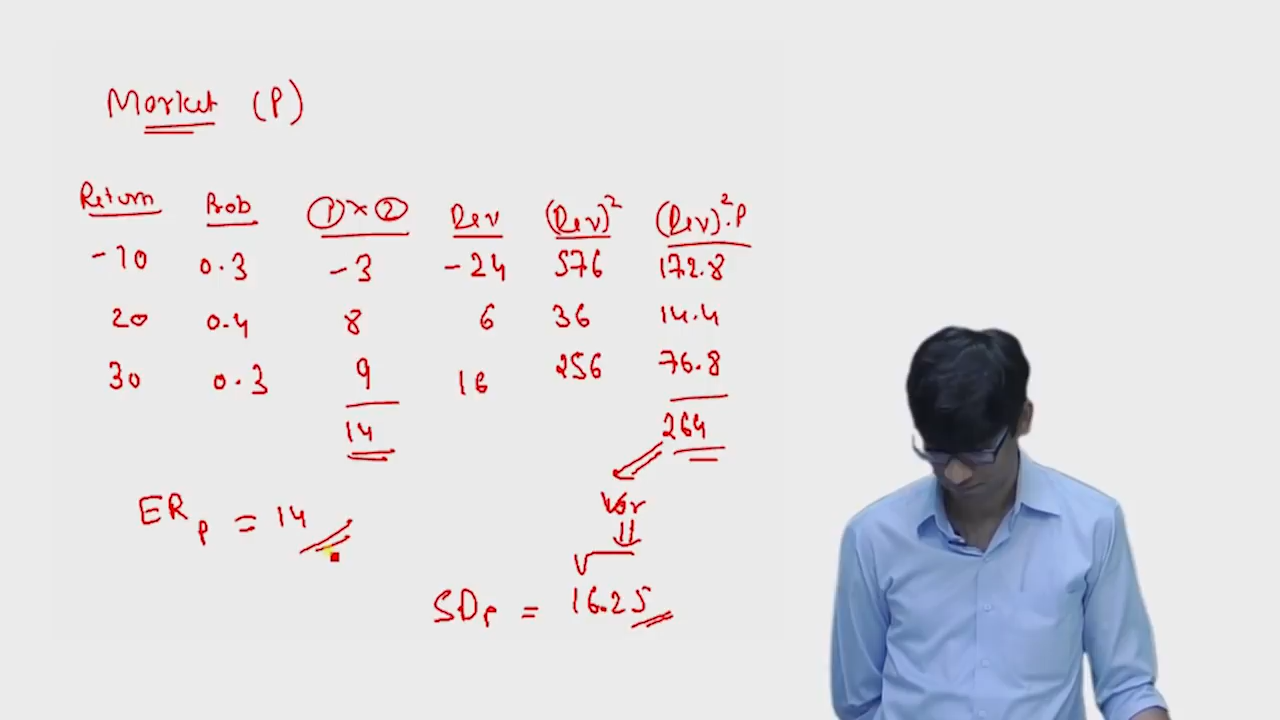 Market (P)
Return Prob ①×② Dev (Dev)² (Dev)².P
-10 0.3 -3 -24 576 172.8
20 0.4 8 6 36 14.4
30 0.3 9 16 256 76.8
14 264
Var
ER_P = 14
√
SD_P = 16.25